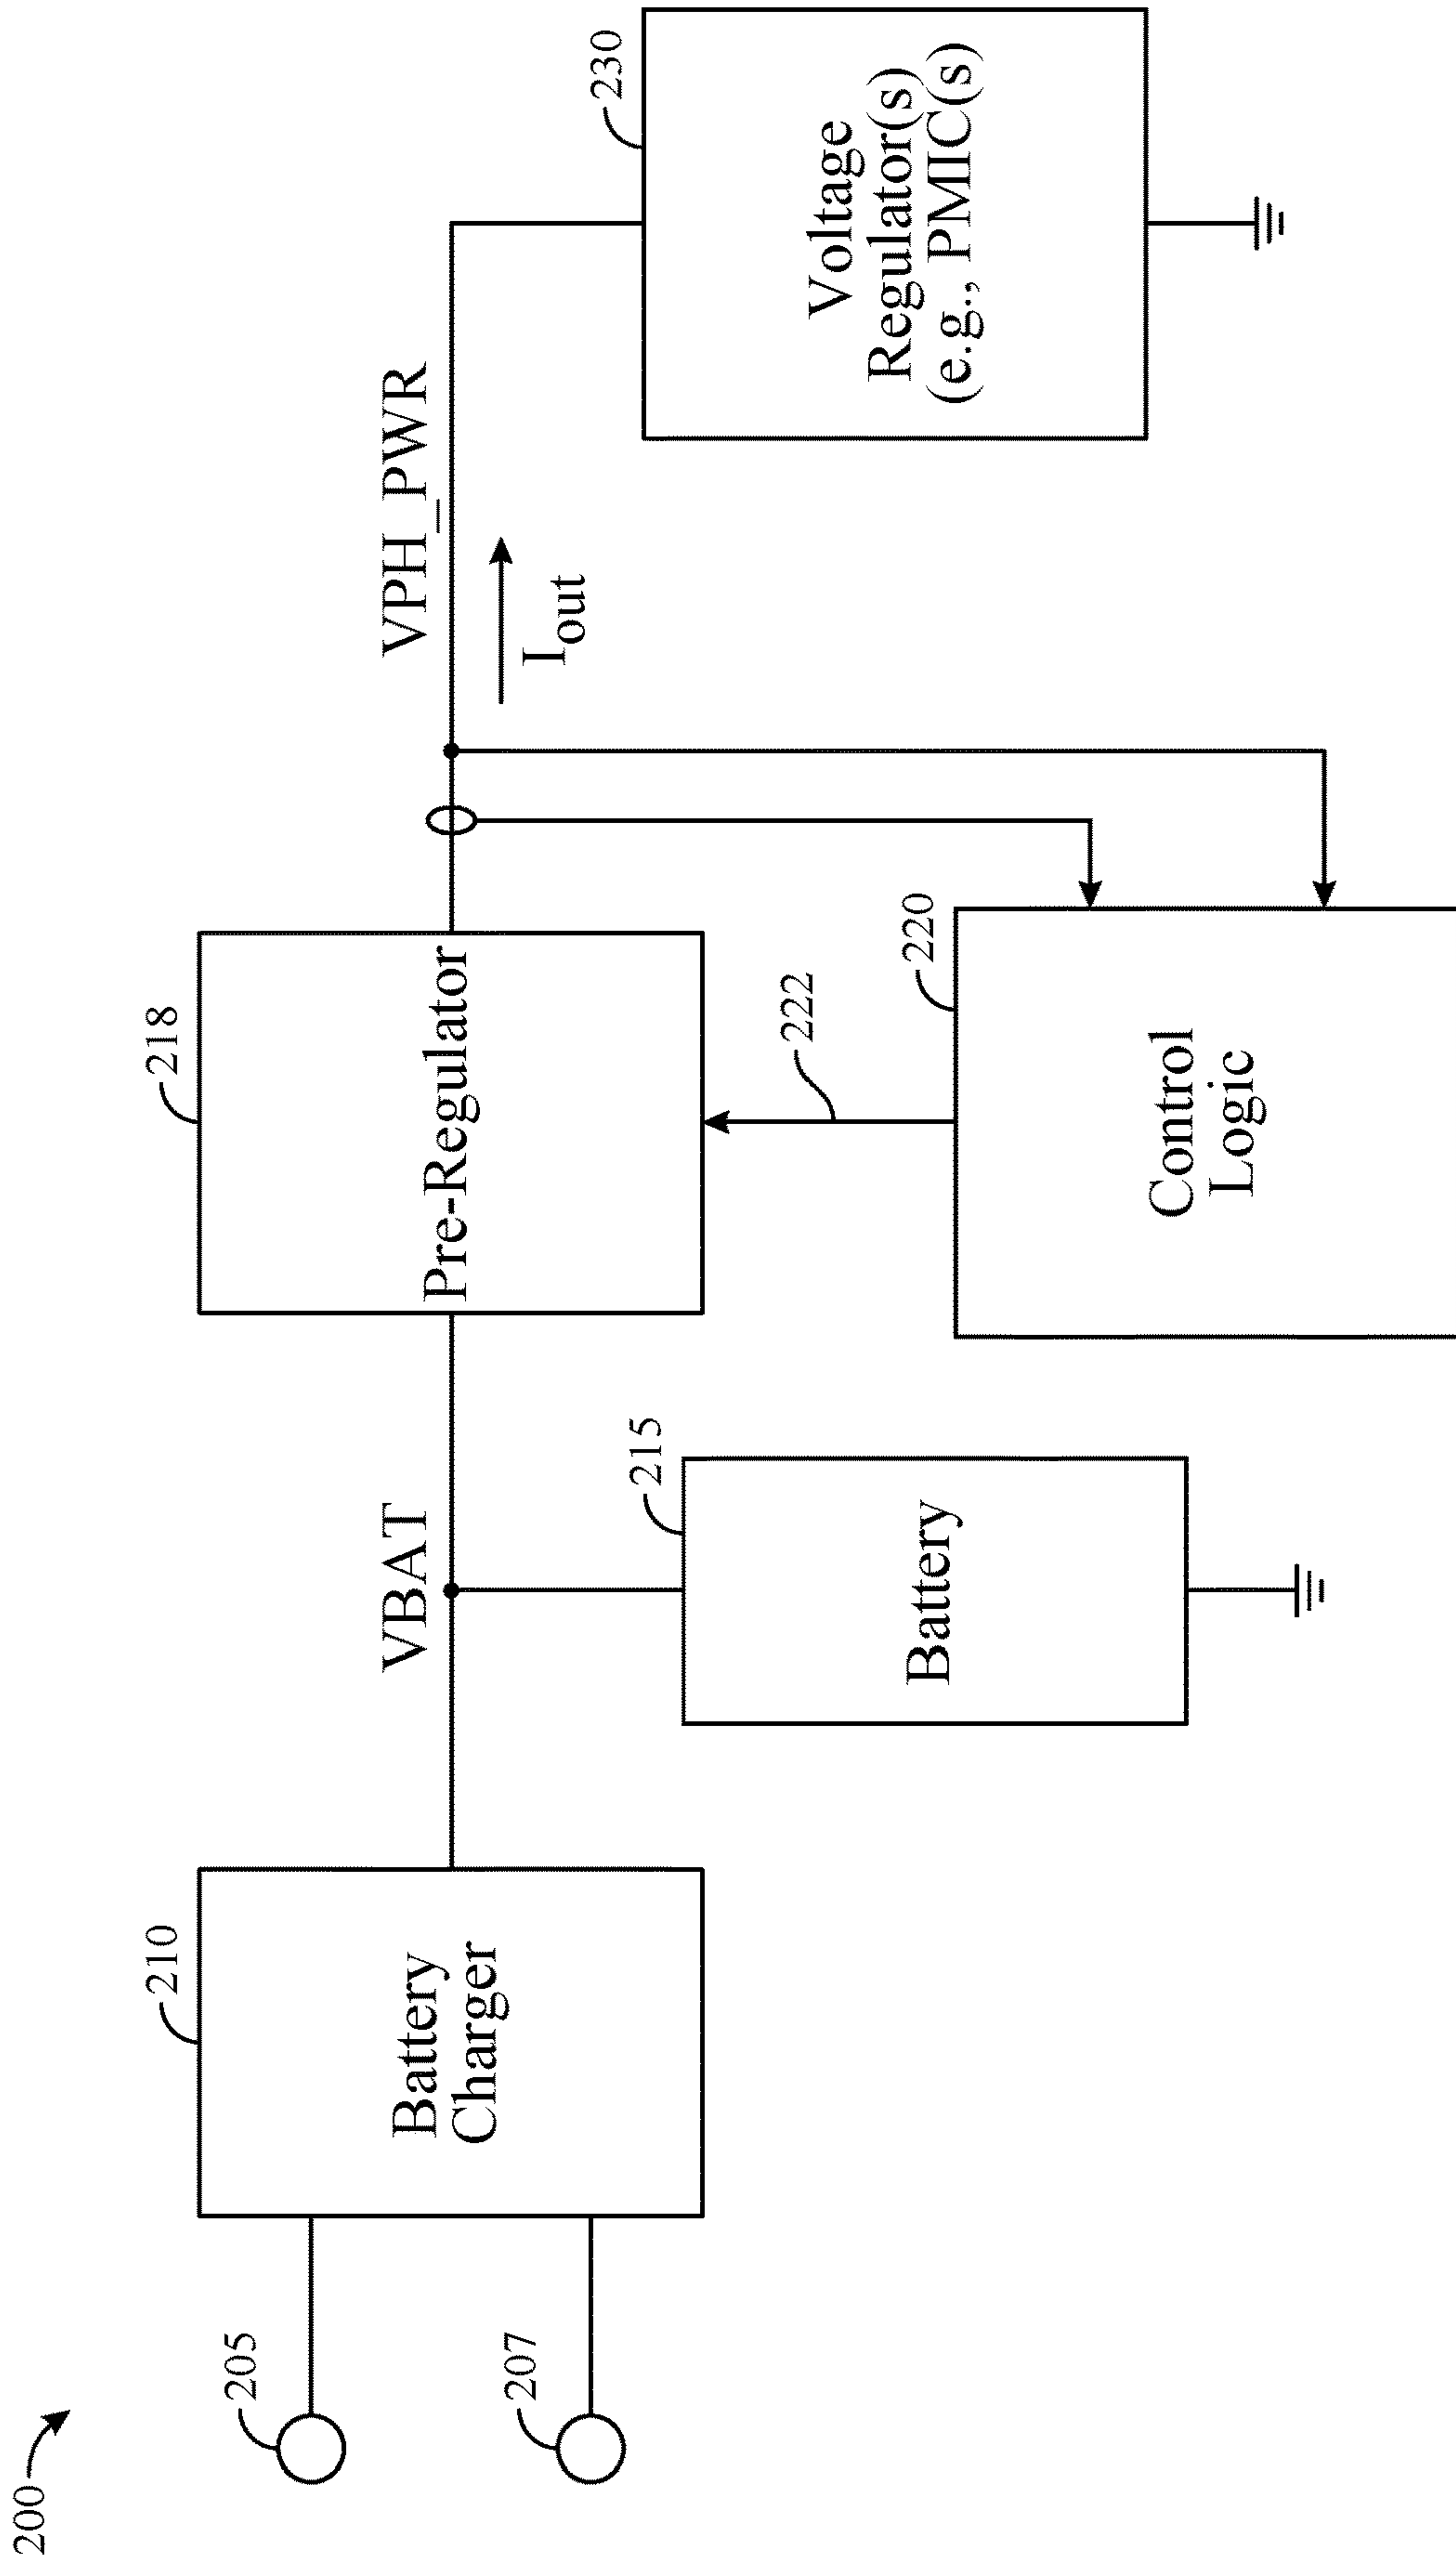 200
205
207
210
Battery
Charger
VBAT
215
Battery
218
Pre-Regulator
222
220
Control
Logic
VPH_PWR
Iout
230
Voltage
Regulator(s)
(e.g., PMIC(s)